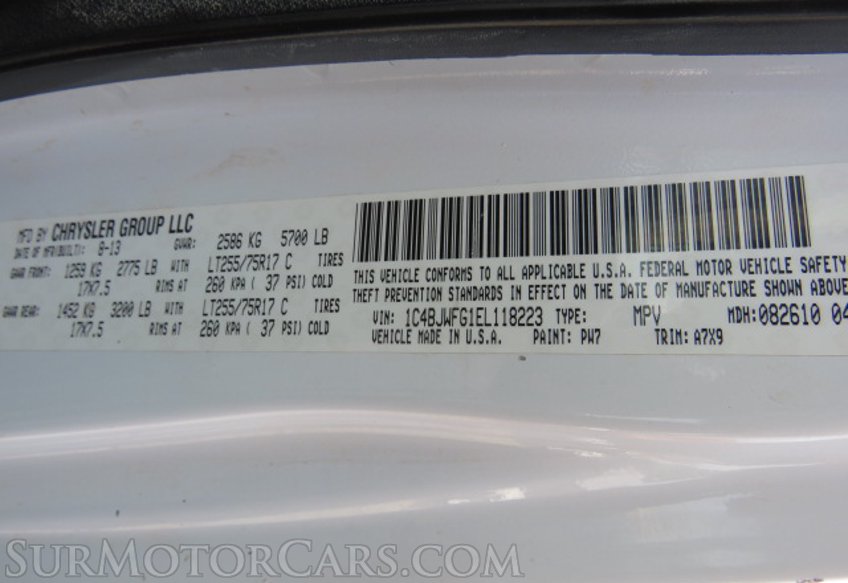 MFD BY CHRYSLER GROUP LLC
DATE OF MFR(BUILT): 8-13 GVWR: 2586 KG 5700 LB
GAWR FRONT: 1259 KG 2775 LB WITH LT255/75R17 C TIRES
17X7.5 RIMS AT 260 KPA ( 37 PSI) COLD
GAWR REAR: 1452 KG 3200 LB WITH LT255/75R17 C TIRES
17X7.5 RIMS AT 260 KPA ( 37 PSI) COLD
THIS VEHICLE CONFORMS TO ALL APPLICABLE U.S.A. FEDERAL MOTOR VEHICLE SAFETY
THEFT PREVENTION STANDARDS IN EFFECT ON THE DATE OF MANUFACTURE SHOWN ABOVE
VIN: 1C4BJWFG1EL118223 TYPE: MPV MDH:082610 04
VEHICLE MADE IN U.S.A. PAINT: PW7 TRIM: A7X9
SURMOTORCARS.COM